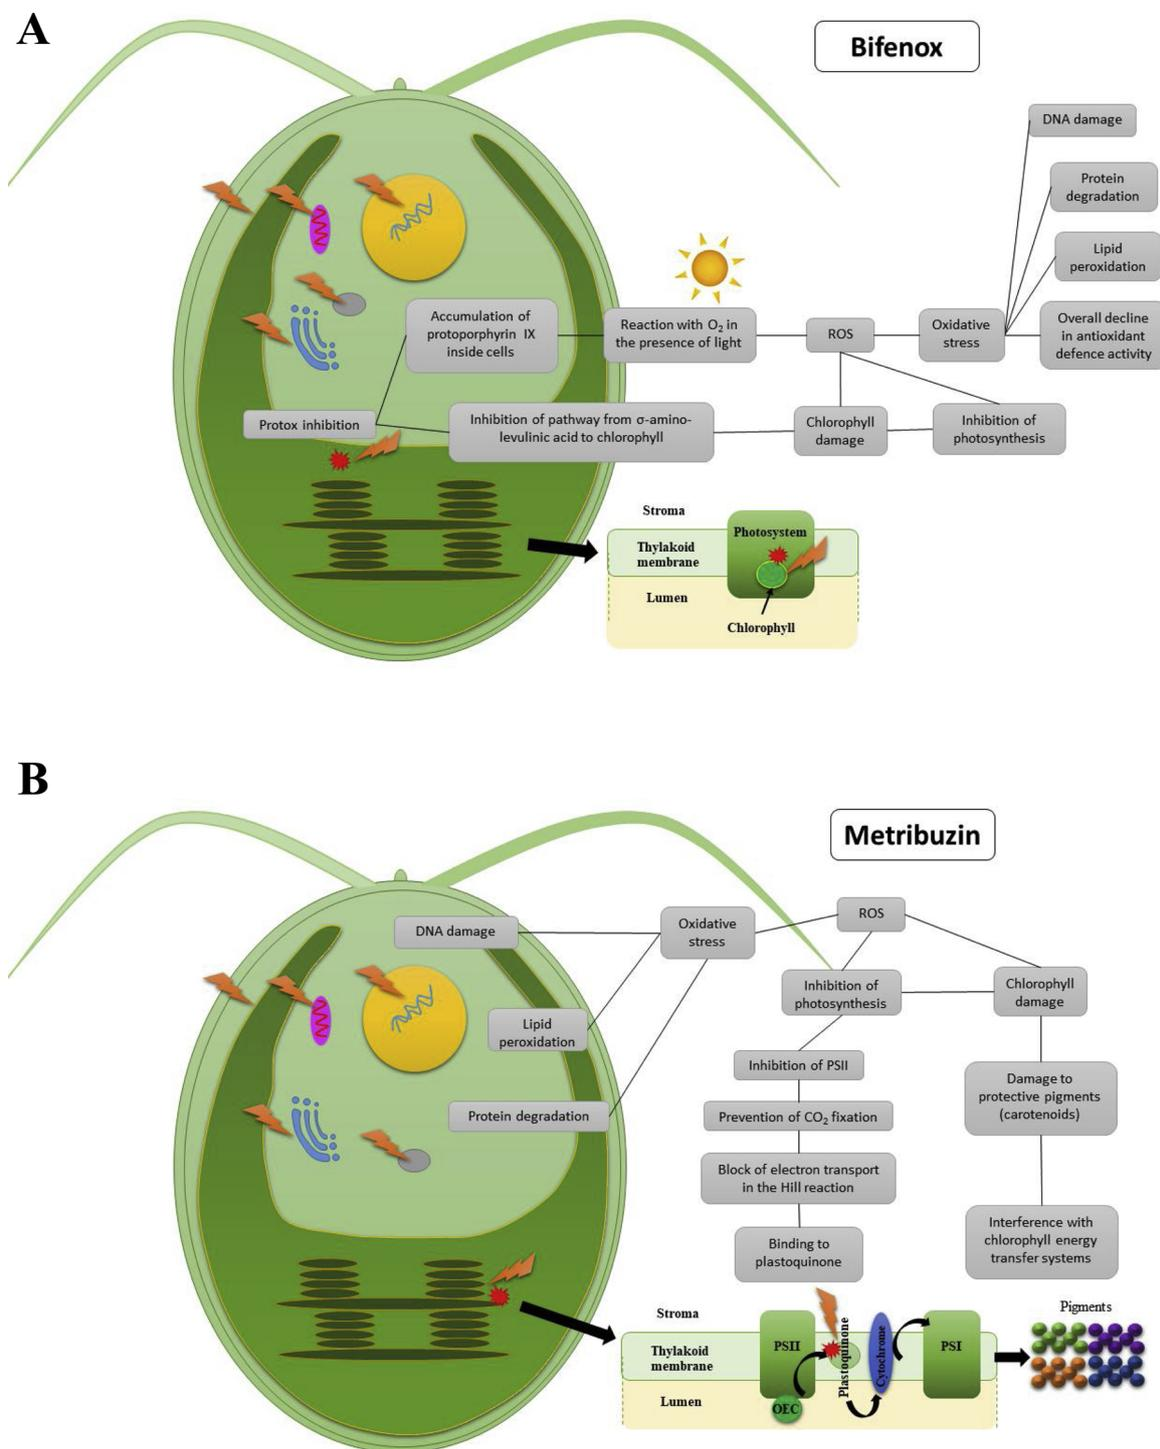 A
Bifenox
DNA damage
Protein
degradation
Lipid
peroxidation
Accumulation of
protoporphyrin IX
inside cells
Reaction with O₂ in
the presence of light
ROS
Oxidative
stress
Overall decline
in antioxidant
defence activity
Protox inhibition
Inhibition of pathway from σ-amino-
levulinic acid to chlorophyll
Chlorophyll
damage
Inhibition of
photosynthesis
Stroma
Thylakoid
membrane
Lumen
Photosystem
Chlorophyll
B
Metribuzin
DNA damage
Oxidative
stress
ROS
Lipid
peroxidation
Protein degradation
Inhibition of
photosynthesis
Chlorophyll
damage
Inhibition of PSII
Prevention of CO₂ fixation
Block of electron transport
in the Hill reaction
Binding to
plastoquinone
Damage to
protective pigments
(carotenoids)
Interference with
chlorophyll energy
transfer systems
Stroma
Thylakoid
membrane
Lumen
PSII
OEC
Plastoquinone
Cytochrome
PSI
Pigments